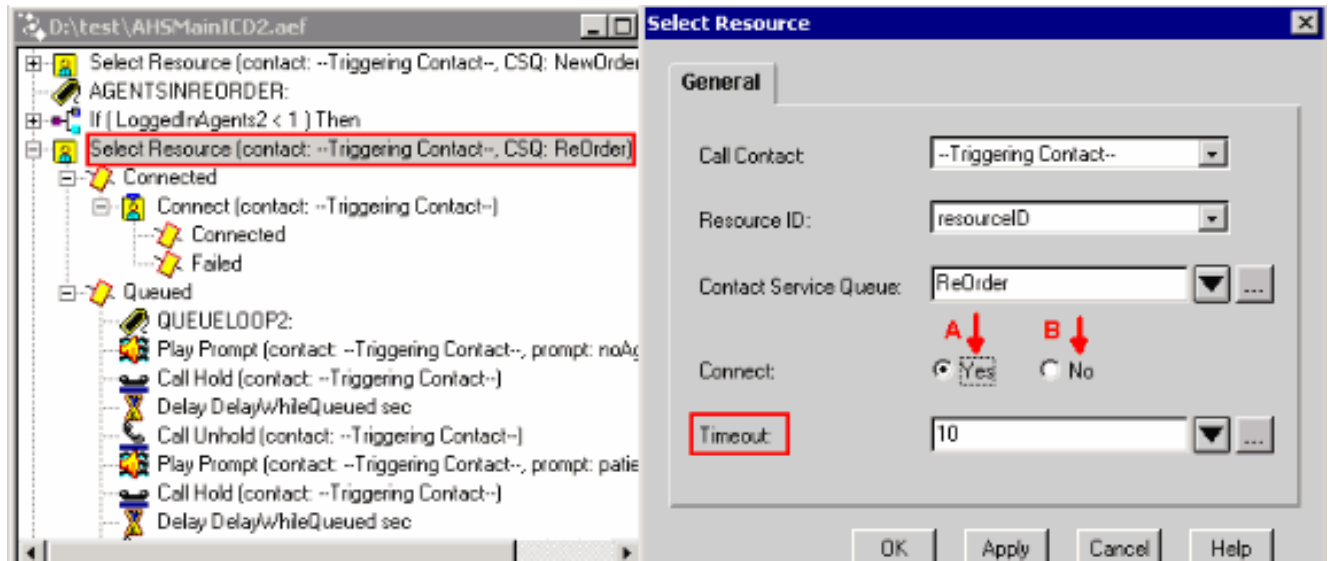 D:\test\AHSMainICD2.aef
Select Resource (contact: --Triggering Contact--, CSQ: NewOrder
AGENTSINREORDER:
If ( LoggedInAgents2 < 1 ) Then
Select Resource (contact: --Triggering Contact--, CSQ: ReOrder)
Connected
Connect (contact: --Triggering Contact--)
Connected
Failed
Queued
QUEUELOOP2:
Play Prompt (contact: --Triggering Contact--, prompt: noAg
Call Hold (contact: --Triggering Contact--)
Delay DelayWhileQueued sec
Call Unhold (contact: --Triggering Contact--)
Play Prompt (contact: --Triggering Contact--, prompt: patie
Call Hold (contact: --Triggering Contact--)
Delay DelayWhileQueued sec
Select Resource
General
Call Contact: --Triggering Contact--
Resource ID: resourceID
Contact Service Queue: ReOrder ...
A B
Connect: Yes No
Timeout: 10 ...
OK Apply Cancel Help